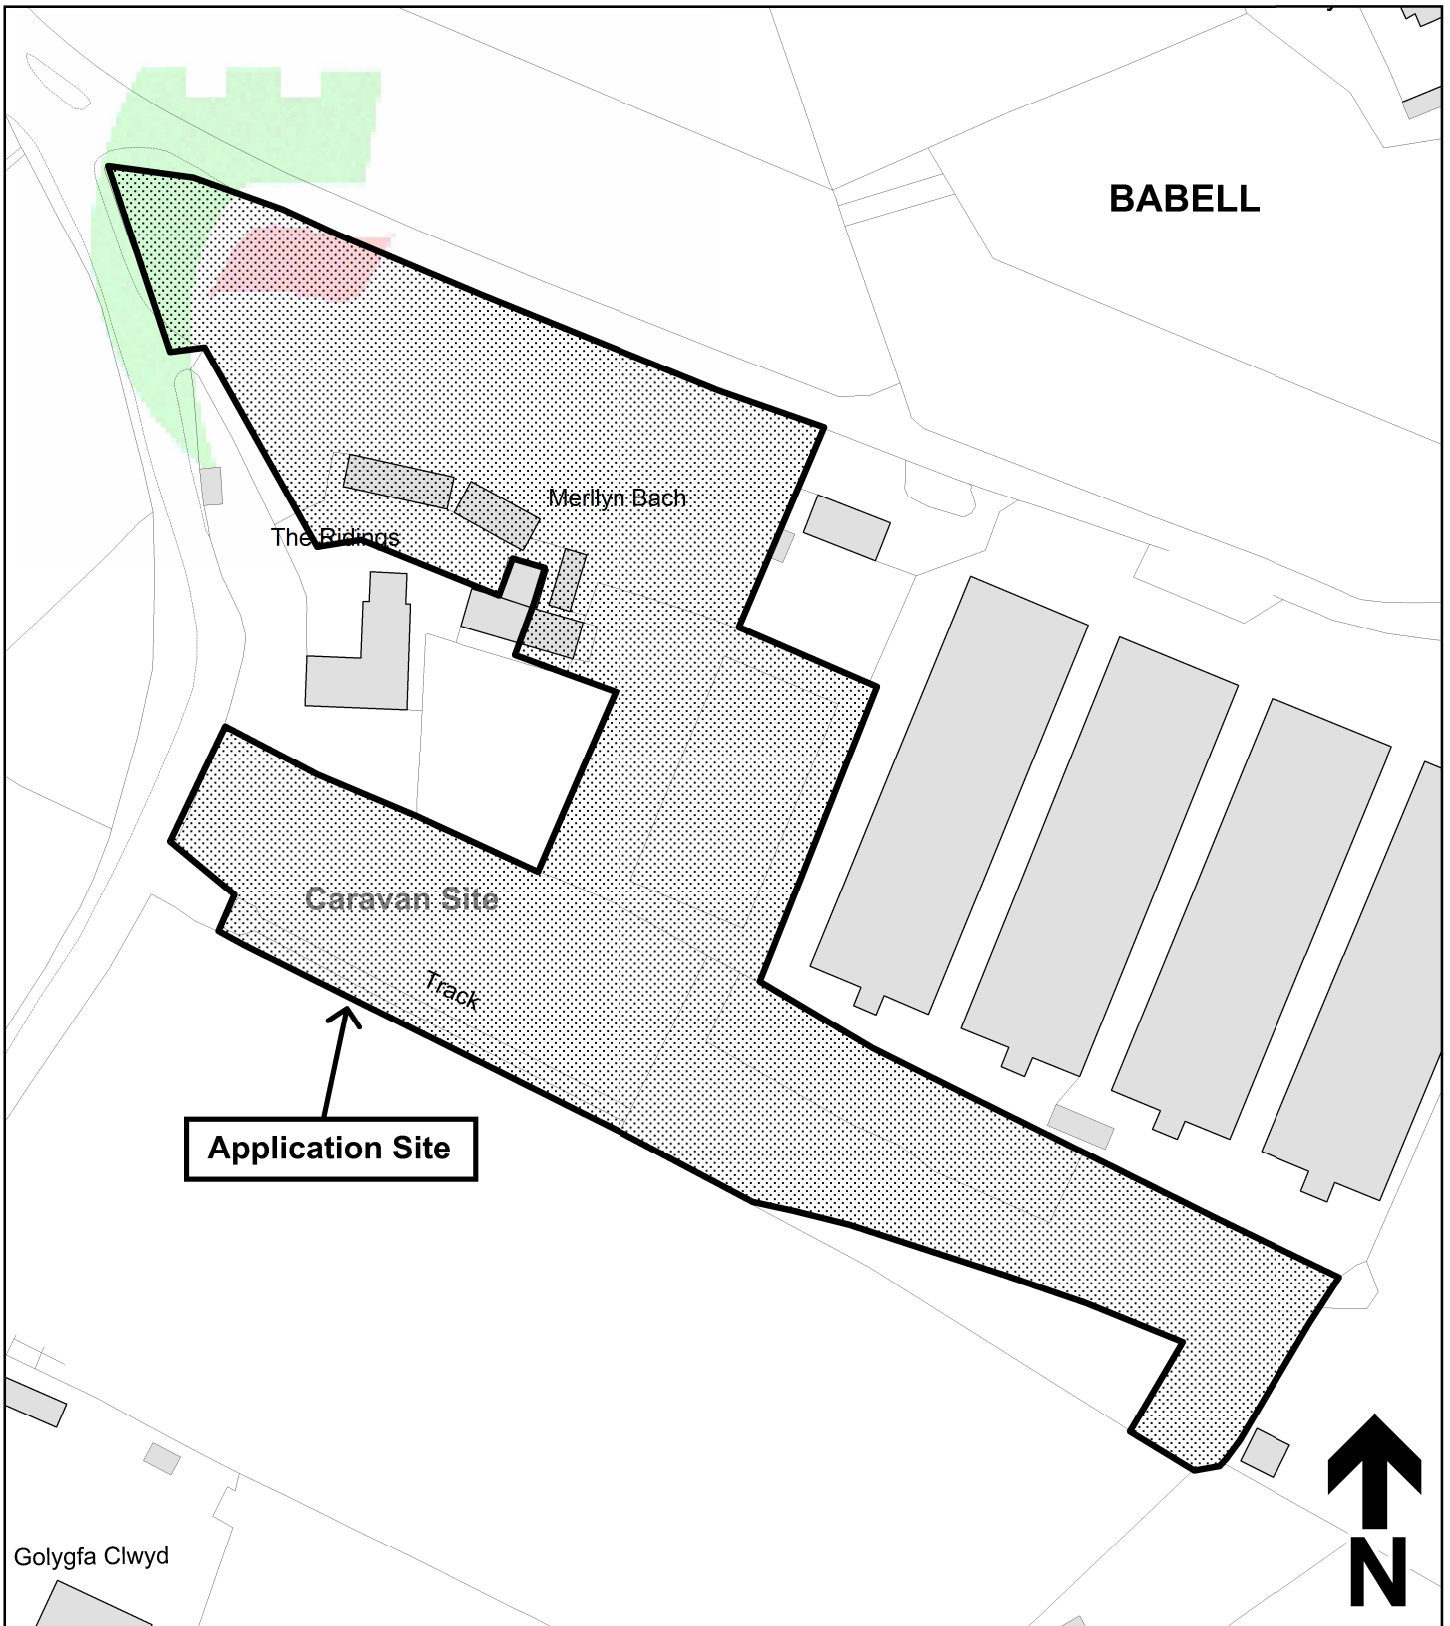 BABELL
Merllyn Bach
The Ridings
Caravan Site
Track
Application Site
N
Golygfa Clwyd